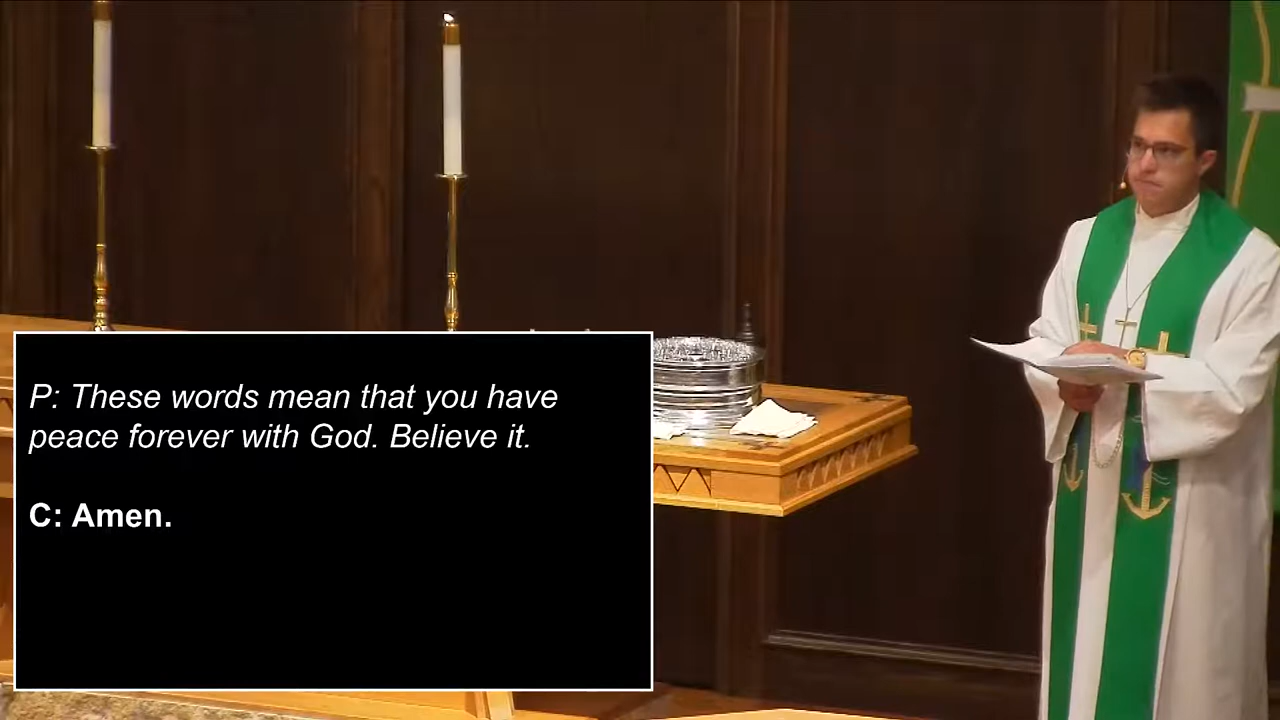 P: These words mean that you have
peace forever with God. Believe it.
C: Amen.